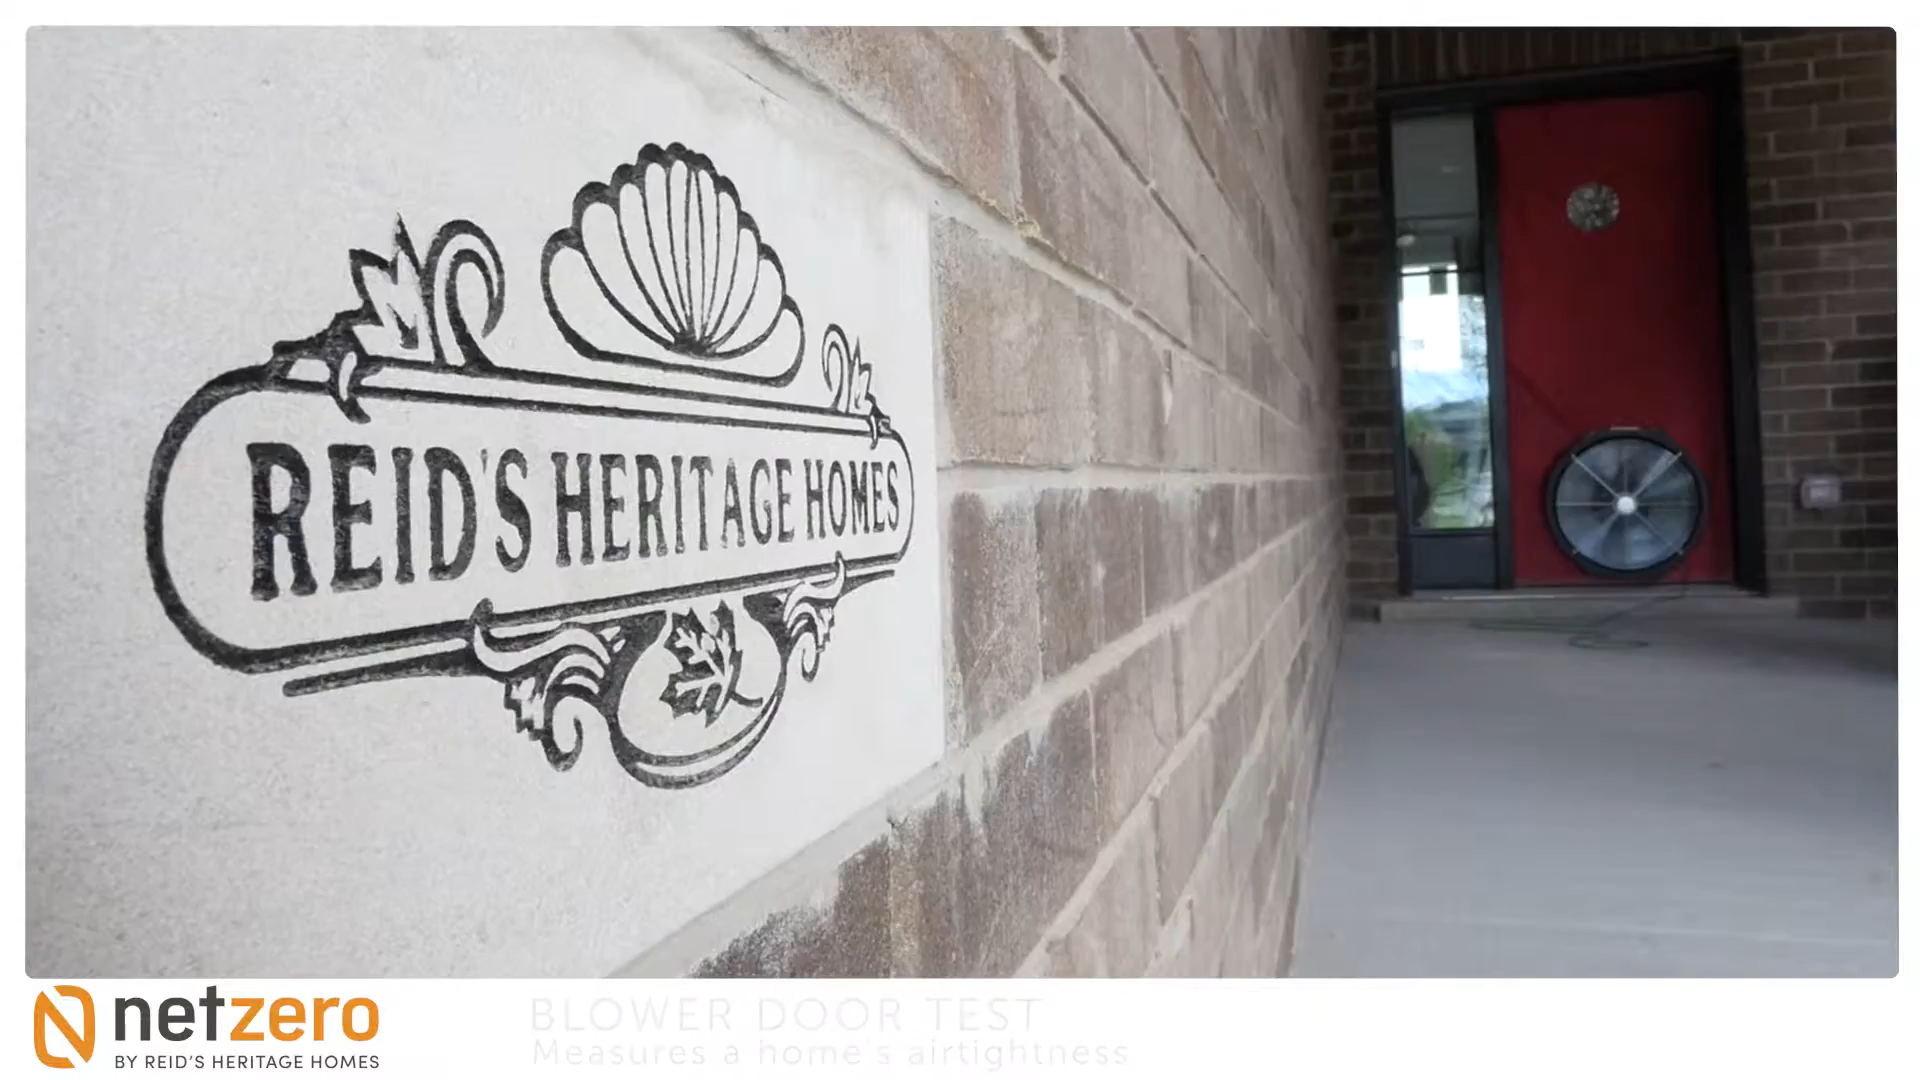 REID'S HERITAGE HOMES
netzero
BY REID'S HERITAGE HOMES
BLOWER DOOR TEST
Measures a home's airtightness